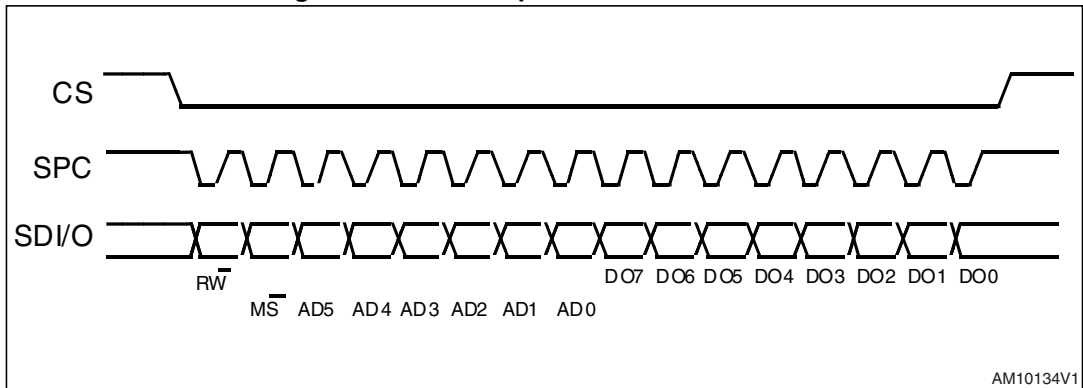 CS
SPC
SDI/O
RW̅
DO7 DO6 DO5 DO4 DO3 DO2 DO1 DO0
MS̅ AD5 AD4 AD3 AD2 AD1 AD0
AM10134V1